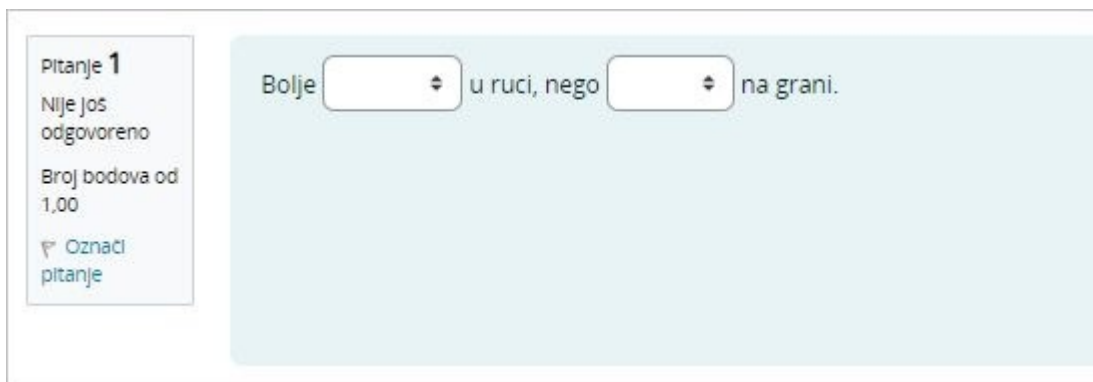 Pitanje 1
Nije još
odgovoreno
Broj bodova od
1,00
Označi
pitanje
Bolje u ruci, nego na grani.